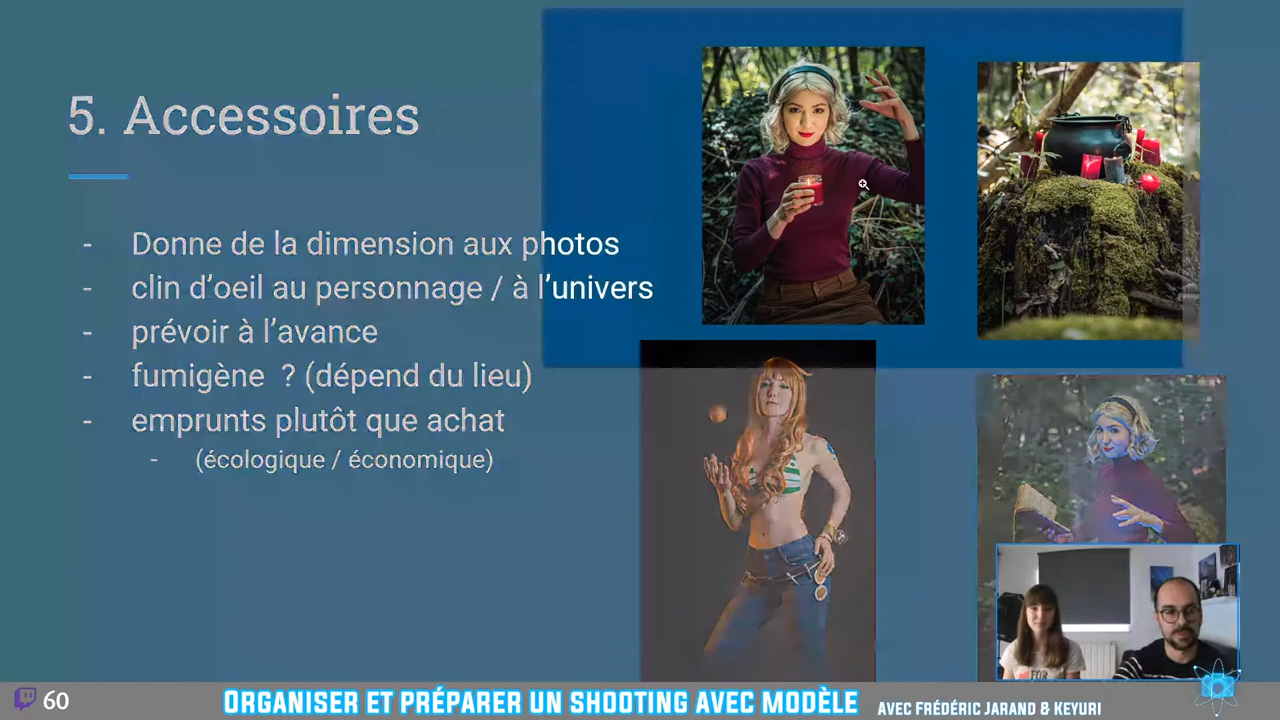 5. Accessoires
- Donne de la dimension aux photos
- clin d'oeil au personnage / à l'univers
- prévoir à l'avance
- fumigène ? (dépend du lieu)
- emprunts plutôt que achat
- (écologique / économique)
FOR
60
ORGANISER ET PRÉPARER UN SHOOTING AVEC MODÈLE
AVEC FRÉDÉRIC JARAND & KEYURI